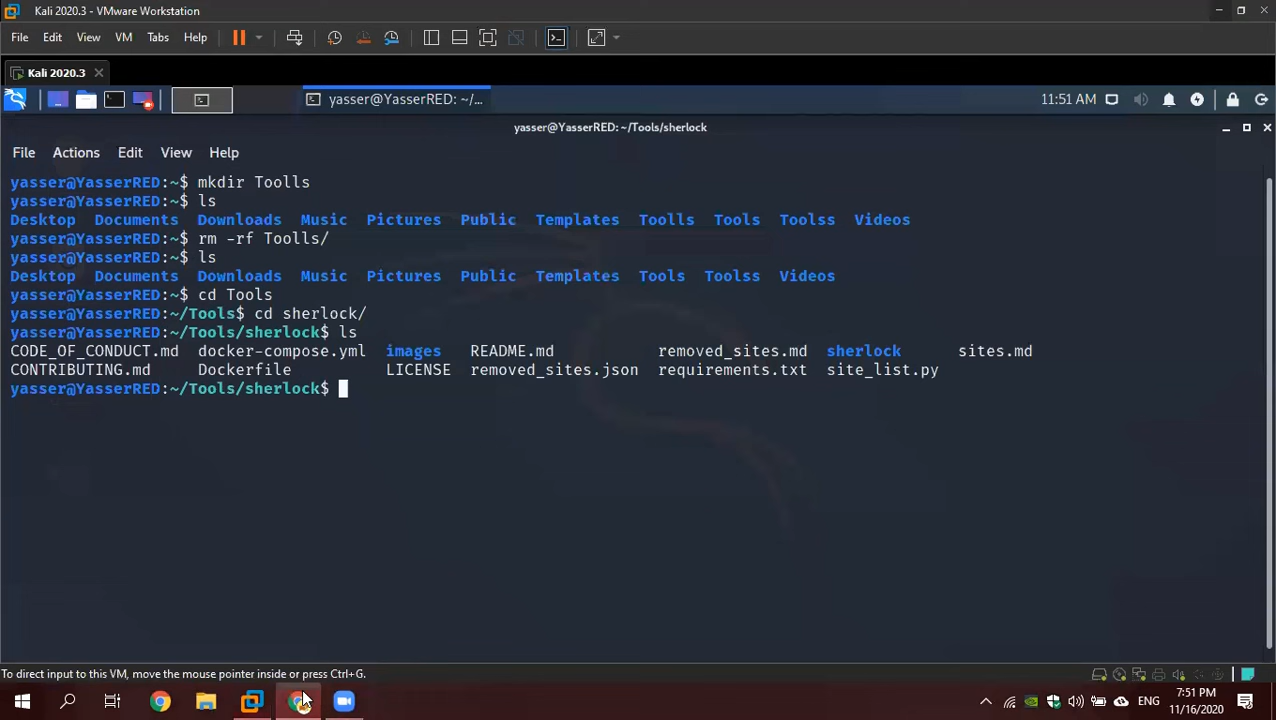 Kali 2020.3 - VMware Workstation
File Edit View VM Tabs Help
Kali 2020.3
yasser@YasserRED: ~/... 11:51 AM
yasser@YasserRED: ~/Tools/sherlock
File Actions Edit View Help
yasser@YasserRED:~$ mkdir Toolls
yasser@YasserRED:~$ ls
Desktop Documents Downloads Music Pictures Public Templates Toolls Tools Toolss Videos
yasser@YasserRED:~$ rm -rf Toolls/
yasser@YasserRED:~$ ls
Desktop Documents Downloads Music Pictures Public Templates Tools Toolss Videos
yasser@YasserRED:~$ cd Tools
yasser@YasserRED:~/Tools$ cd sherlock/
yasser@YasserRED:~/Tools/sherlock$ ls
CODE_OF_CONDUCT.md docker-compose.yml images README.md removed_sites.md sherlock sites.md
CONTRIBUTING.md Dockerfile LICENSE removed_sites.json requirements.txt site_list.py
yasser@YasserRED:~/Tools/sherlock$
To direct input to this VM, move the mouse pointer inside or press Ctrl+G.
ENG 7:51 PM
11/16/2020